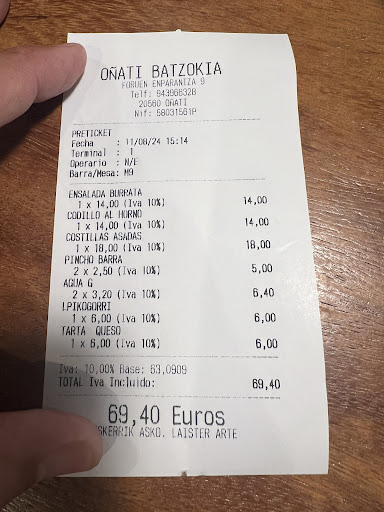 OÑATI BATZOKIA
FORUEN ENPARANTZA 9
Telf: 943966328
20560 OÑATI
Nif: 58031561P
PRETICKET
Fecha : 11/08/24 15:14
Terminal : 1
Operario : N/E
Barra/Mesa: M9
ENSALADA BURRATA
1 x 14,00 (Iva 10%) 14,00
CODILLO AL HORNO
1 x 14,00 (Iva 10%) 14,00
COSTILLAS ASADAS
1 x 18,00 (Iva 10%) 18,00
PINCHO BARRA
2 x 2,50 (Iva 10%) 5,00
AGUA G
2 x 3,20 (Iva 10%) 6,40
I.PIKOGORRI
1 x 6,00 (Iva 10%) 6,00
TARTA QUESO
1 x 6,00 (Iva 10%) 6,00
Iva: 10,00% Base: 63,0909
TOTAL Iva Incluido: 69,40
69,40 Euros
ASKO. LAISTER ARTE